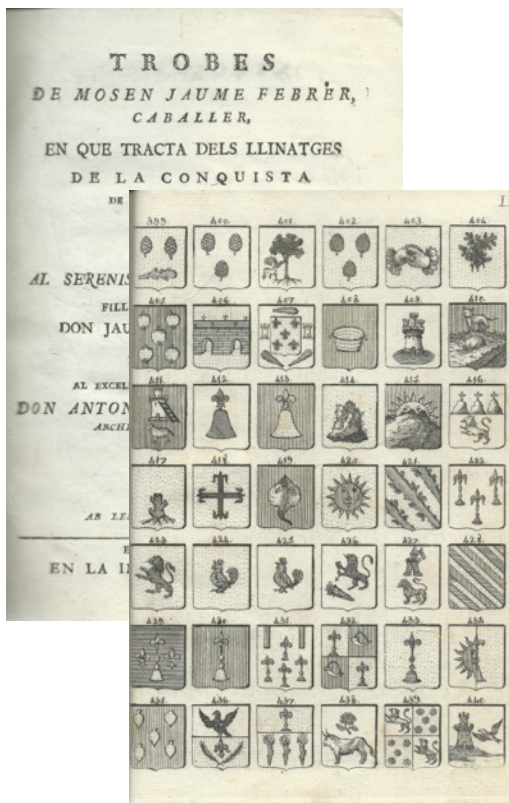 TROBES
DE MOSEN JAUME FEBRER,
CABALLER,
EN QUE TRACTA DELS LLINATGES
DE LA CONQUISTA
DE
AL SERENIS
FILL
DON JAU
AL EXCEL
DON ANTON
ARCHI
AB LE
EN LA I
399. 400. 401. 402. 403. 404.
405. 406. 407. 408. 409. 410.
411. 412. 413. 414. 415. 416.
417 418. 419. 420. 421. 422.
423 424. 425. 426. 427. 428.
429. 430. 431. 432. 433. 434.
435. 436. 437. 438. 439. 440.